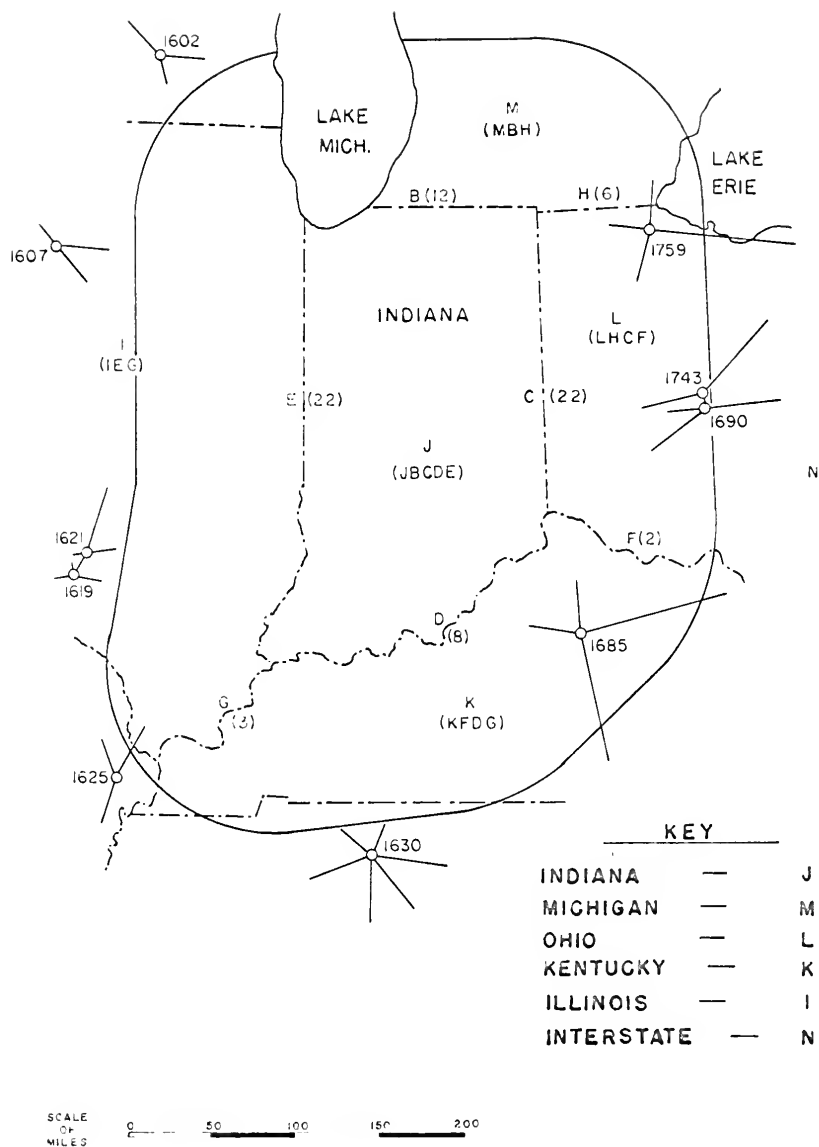 1602
LAKE
MICH.
M
(MBH)
LAKE
ERIE
B(12)
H(6)
1607
1759
INDIANA
L
(LHCF)
I
(IEG)
1743
E(22)
C(22)
1690
J
(JBCDE)
N
1621
F(2)
1619
D
(8)
1685
G
(3)
K
(KFDG)
1625
1630
KEY
INDIANA — J
MICHIGAN — M
OHIO — L
KENTUCKY — K
ILLINOIS — I
INTERSTATE — N
SCALE
OF
MILES
0 50 100 150 200